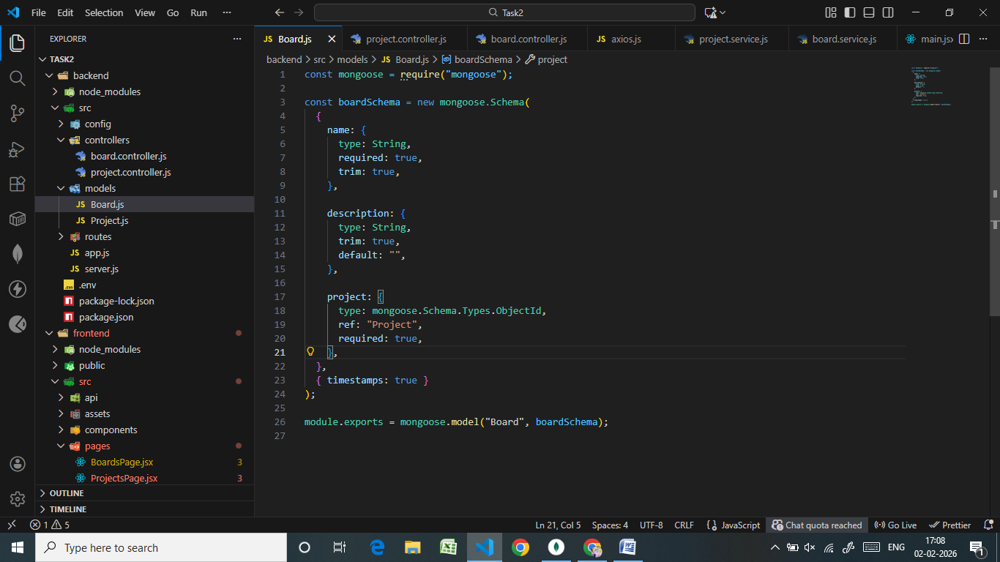 File Edit Selection View Go Run ···
Task2
EXPLORER ···
TASK2
backend
node_modules
src
config
controllers
board.controller.js
project.controller.js
models
JS Board.js
JS Project.js
routes
JS app.js
JS server.js
.env
package-lock.json
package.json
frontend
node_modules
public
src
api
assets
components
pages
BoardsPage.jsx 3
ProjectsPage.jsx 3
OUTLINE
TIMELINE
JS Board.js project.controller.js board.controller.js JS axios.js project.service.js board.service.js main.jsx ···
backend > src > models > JS Board.js > boardSchema > project
1 const mongoose = require("mongoose");
2
3 const boardSchema = new mongoose.Schema(
4 {
5 name: {
6 type: String,
7 required: true,
8 trim: true,
9 },
10
11 description: {
12 type: String,
13 trim: true,
14 default: "",
15 },
16
17 project: {
18 type: mongoose.Schema.Types.ObjectId,
19 ref: "Project",
20 required: true,
21 },
22 },
23 { timestamps: true }
24 );
25
26 module.exports = mongoose.model("Board", boardSchema);
27
1 5 Ln 21, Col 5 Spaces: 4 UTF-8 CRLF { } JavaScript Chat quota reached Go Live Prettier
Type here to search
ENG
17:08
02-02-2026
1